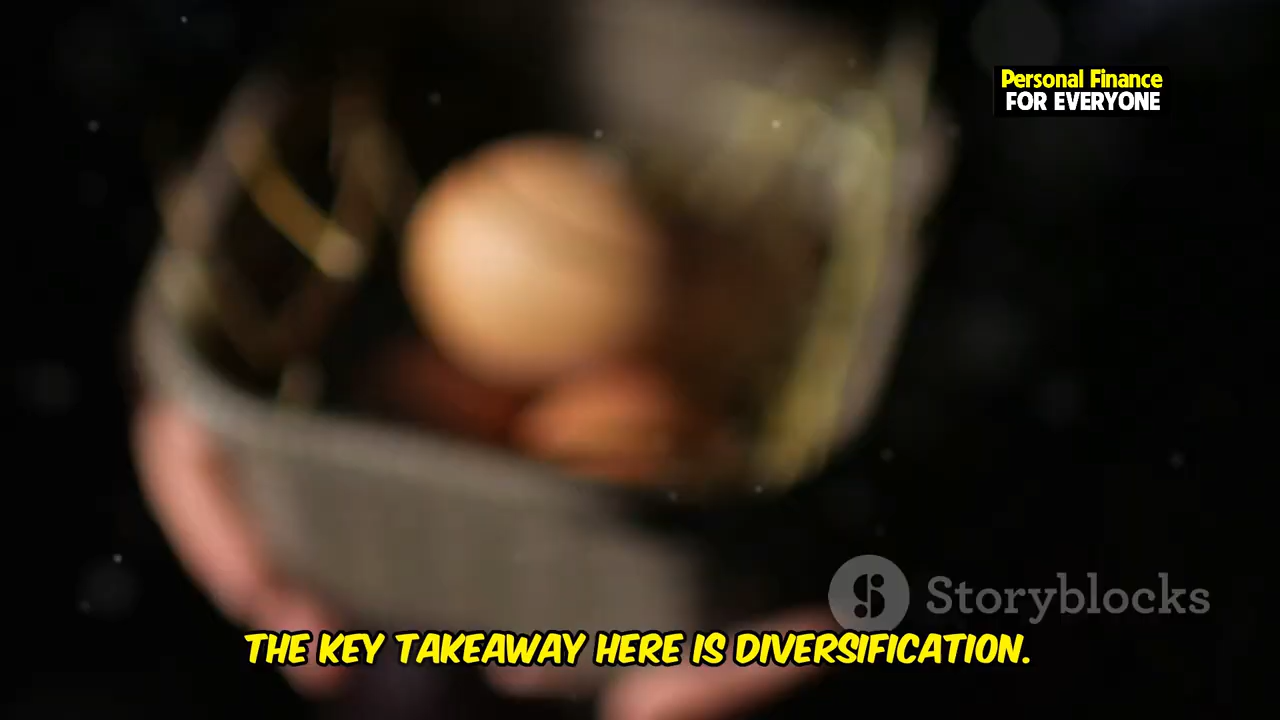 Personal Finance
FOR EVERYONE
Storyblocks
THE KEY TAKEAWAY HERE IS DIVERSIFICATION.